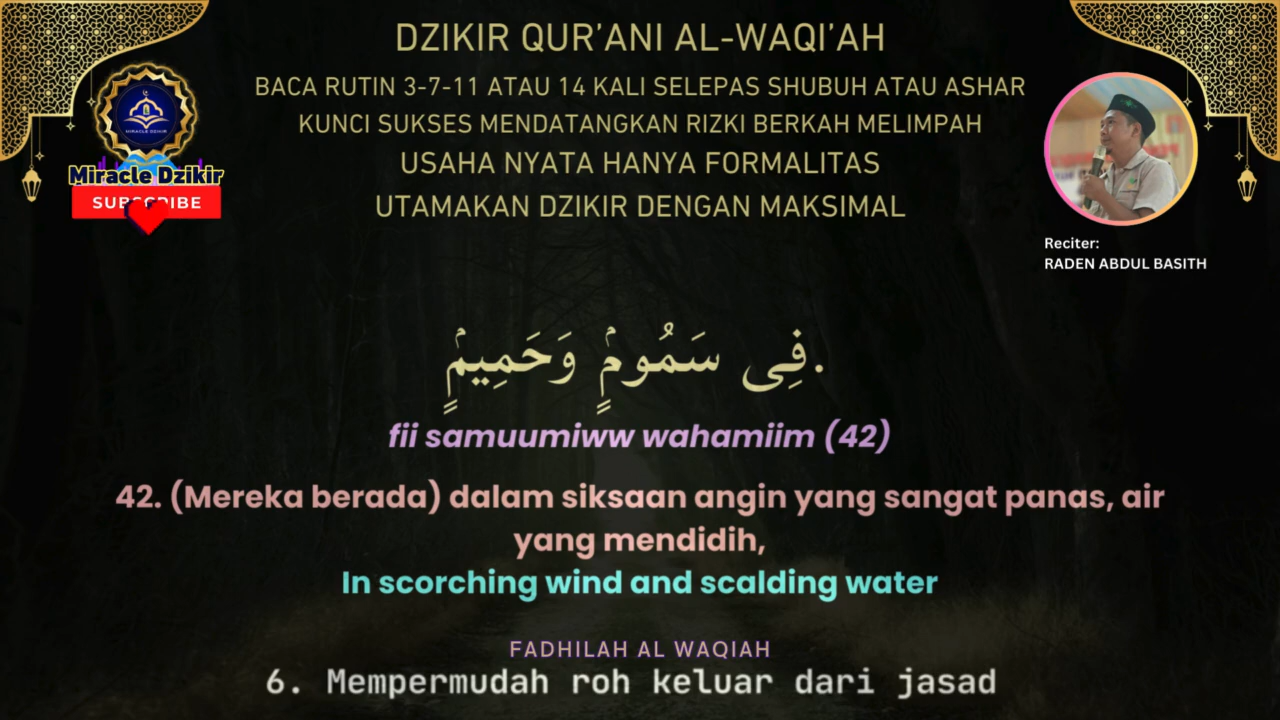 DZIKIR QUR'ANI AL-WAQI'AH
BACA RUTIN 3-7-11 ATAU 14 KALI SELEPAS SHUBUH ATAU ASHAR
KUNCI SUKSES MENDATANGKAN RIZKI BERKAH MELIMPAH
USAHA NYATA HANYA FORMALITAS
UTAMAKAN DZIKIR DENGAN MAKSIMAL
MIRACLE DZIKIR
Miracle Dzikir
Reciter:
RADEN ABDUL BASITH
.فِى سَمُومٍۢ وَحَمِيمٍۢ
fii samuumiww wahamiim (42)
42. (Mereka berada) dalam siksaan angin yang sangat panas, air
yang mendidih,
In scorching wind and scalding water
FADHILAH AL WAQIAH
6. Mempermudah roh keluar dari jasad